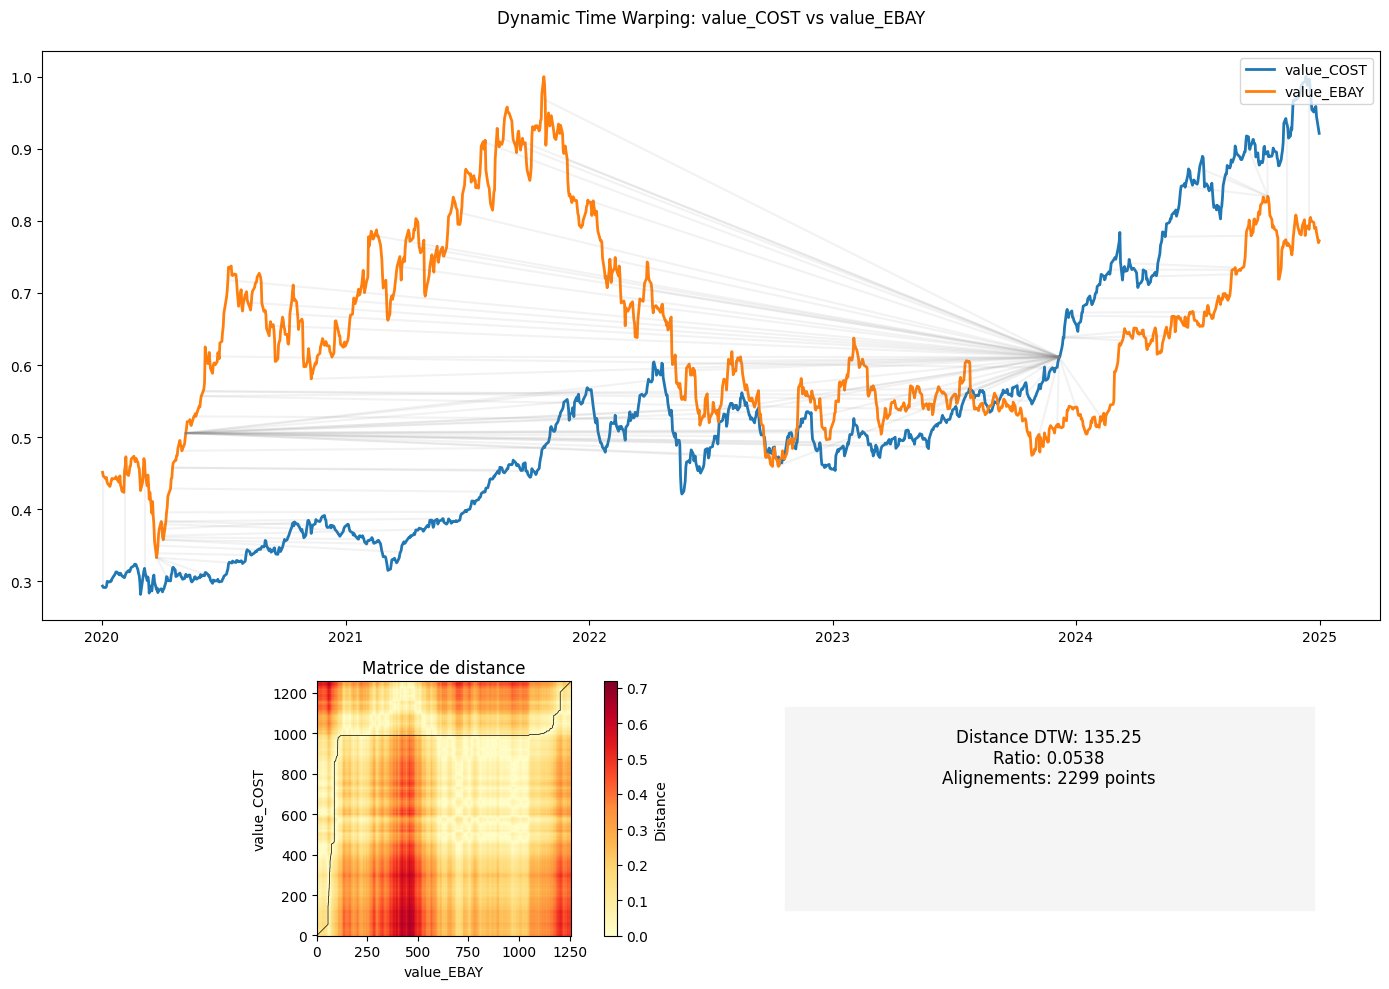 Dynamic Time Warping: value_COST vs value_EBAY
1.0
0.9
0.8
0.7
0.6
0.5
0.4
0.3
value_COST
value_EBAY
2020 2021 2022 2023 2024 2025
Matrice de distance
1200
1000
800
600
400
200
0
value_COST
0 250 500 750 1000 1250
value_EBAY
0.7
0.6
0.5
0.4
0.3
0.2
0.1
0.0
Distance
Distance DTW: 135.25
Ratio: 0.0538
Alignements: 2299 points